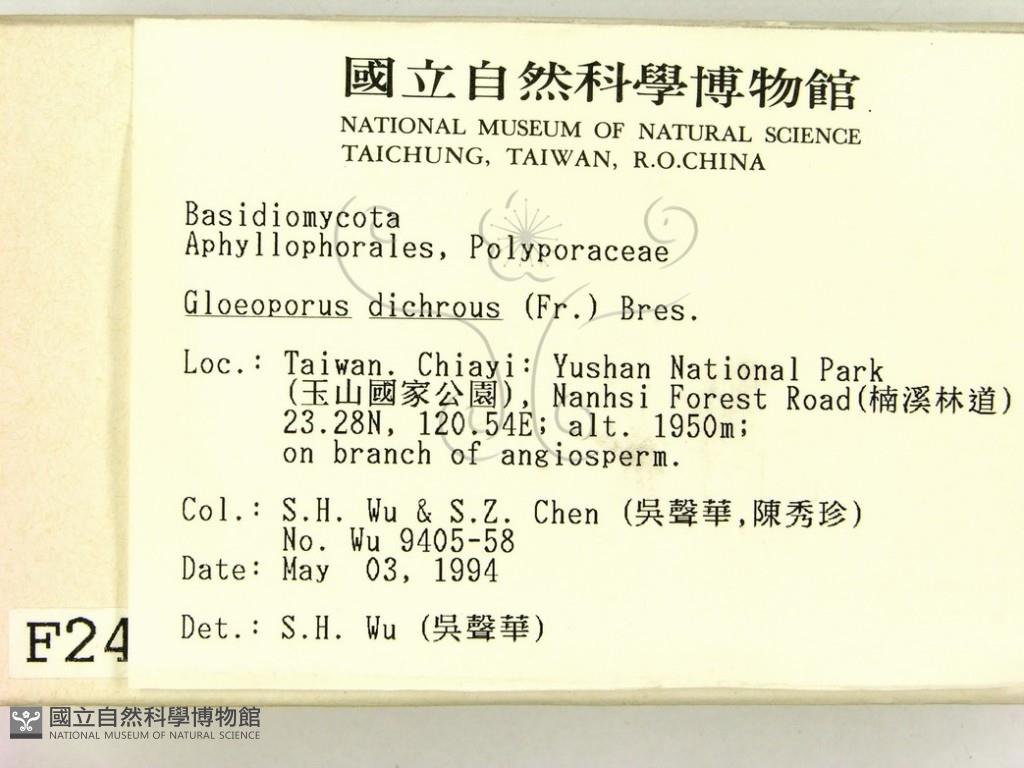 國立自然科學博物館
NATIONAL MUSEUM OF NATURAL SCIENCE
TAICHUNG, TAIWAN, R.O.CHINA
Basidiomycota
Aphyllophorales, Polyporaceae
Gloeoporus dichrous (Fr.) Bres.
Loc.: Taiwan. Chiayi: Yushan National Park
(玉山國家公園), Nanhsi Forest Road(楠溪林道)
23.28N, 120.54E; alt. 1950m;
on branch of angiosperm.
Col.: S.H. Wu & S.Z. Chen (吳聲華,陳秀珍)
No. Wu 9405-58
Date: May 03, 1994
Det.: S.H. Wu (吳聲華)
F24
國立自然科學博物館
NATIONAL MUSEUM OF NATURAL SCIENCE